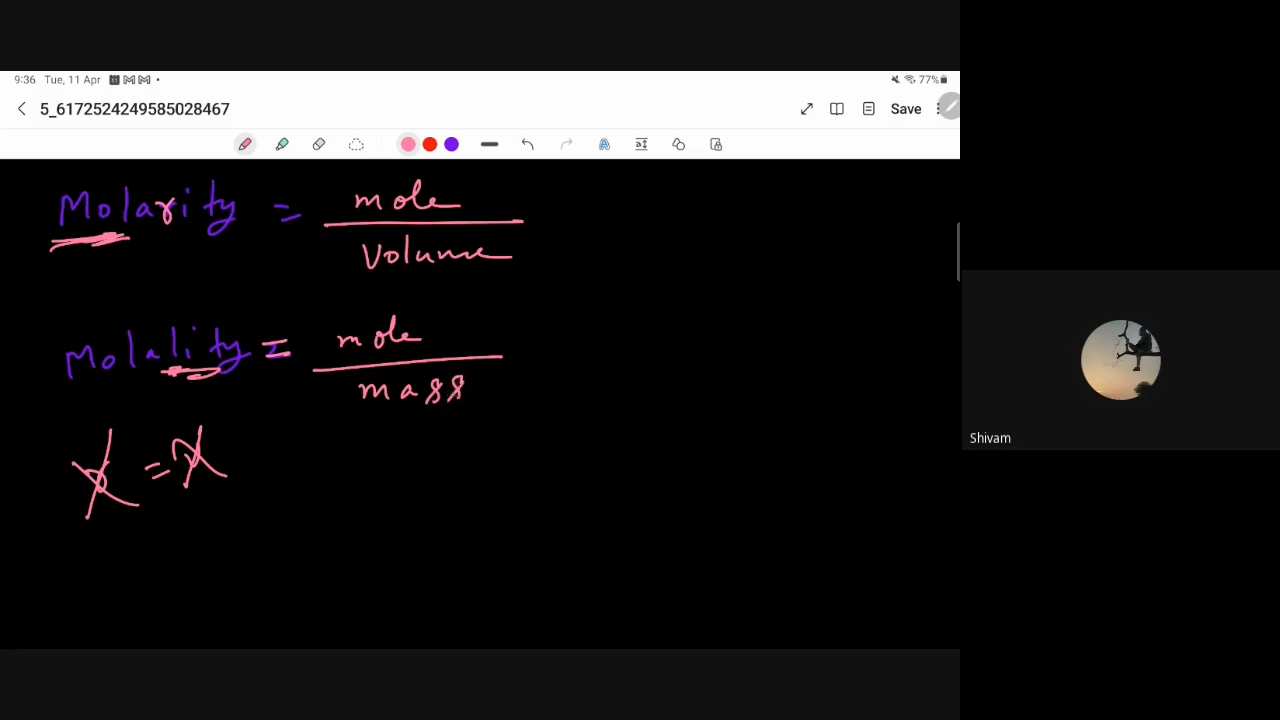 9:36 Tue, 11 Apr
77%
5_6172524249585028467
Save
Molarity = mole
Volume
Molality = mole
mass
Shivam